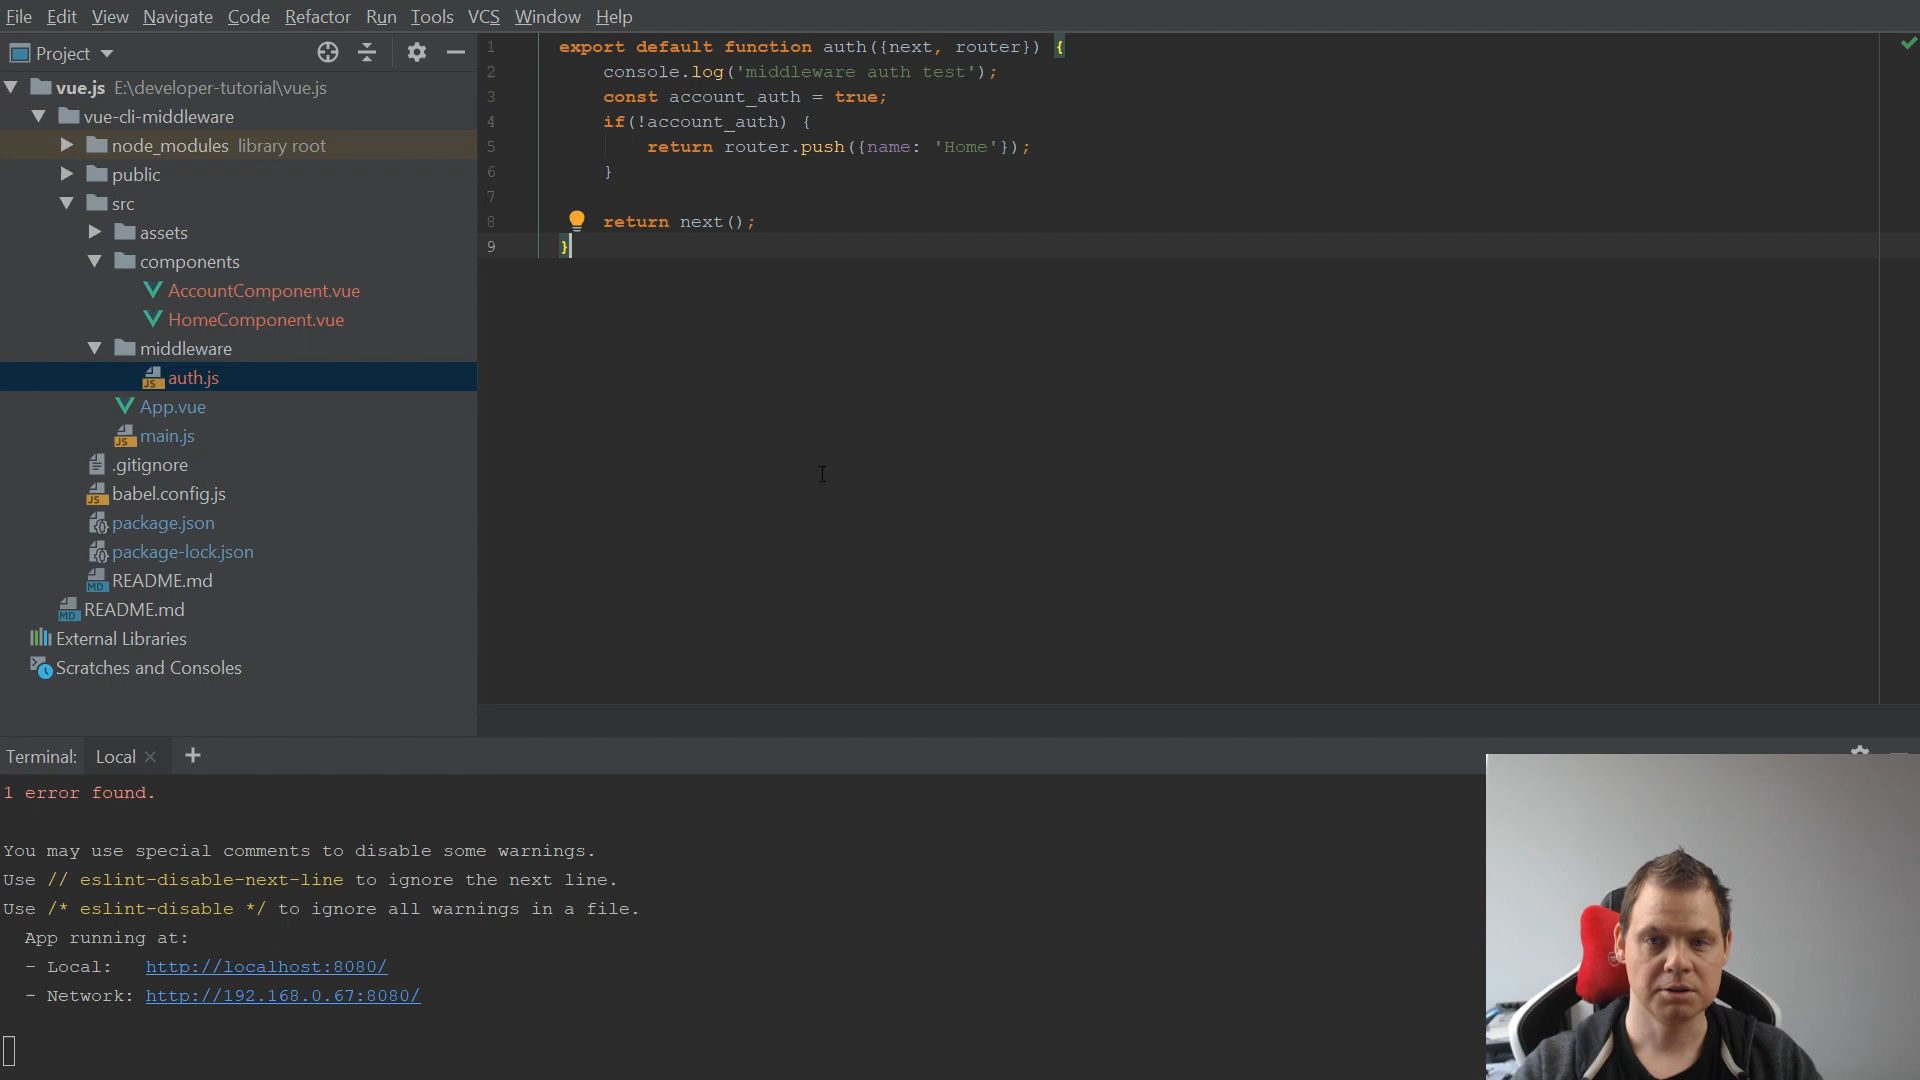 File Edit View Navigate Code Refactor Run Tools VCS Window Help
Project
vue.js E:\developer-tutorial\vue.js
vue-cli-middleware
node_modules library root
public
src
assets
components
AccountComponent.vue
HomeComponent.vue
middleware
JS auth.js
App.vue
JS main.js
.gitignore
JS babel.config.js
package.json
package-lock.json
MD README.md
MD README.md
External Libraries
Scratches and Consoles
1 export default function auth({next, router}) {
2 console.log('middleware auth test');
3 const account_auth = true;
4 if(!account_auth) {
5 return router.push({name: 'Home'});
6 }
7
8 return next();
9 }
Terminal: Local +
1 error found.
You may use special comments to disable some warnings.
Use // eslint-disable-next-line to ignore the next line.
Use /* eslint-disable */ to ignore all warnings in a file.
App running at:
- Local: http://localhost:8080/
- Network: http://192.168.0.67:8080/